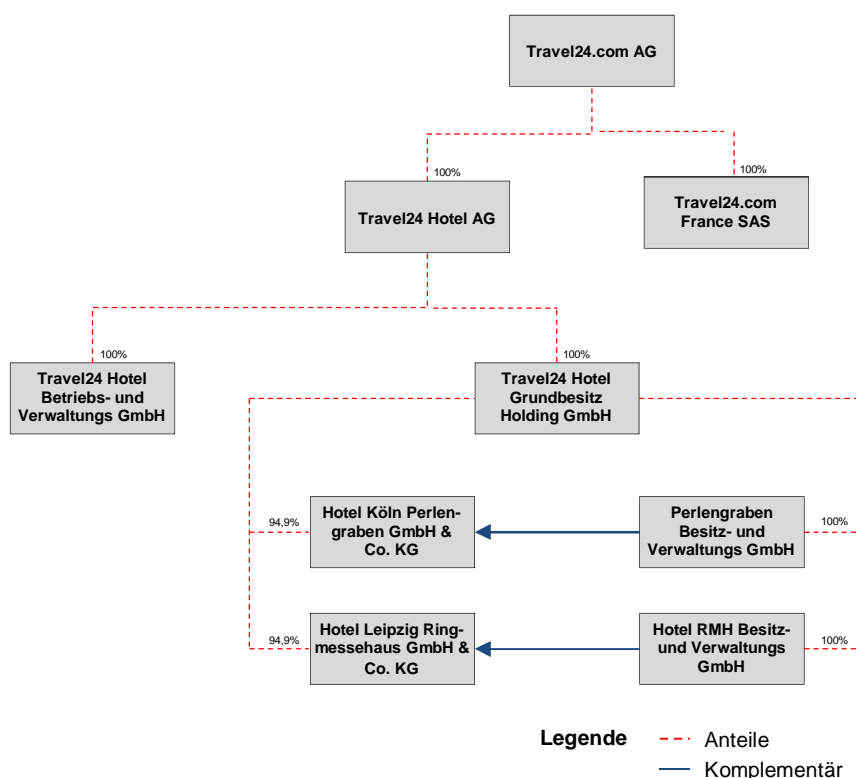 Travel24.com AG
100%
100%
Travel24 Hotel AG
Travel24.com
France SAS
100%
100%
Travel24 Hotel
Betriebs- und
Verwaltungs GmbH
Travel24 Hotel
Grundbesitz
Holding GmbH
94,9%
Hotel Köln Perlen-
graben GmbH &
Co. KG
Perlengraben
Besitz- und
Verwaltungs GmbH
100%
94,9%
Hotel Leipzig Ring-
messehaus GmbH &
Co. KG
Hotel RMH Besitz-
und Verwaltungs
GmbH
100%
Legende
Anteile
Komplementär